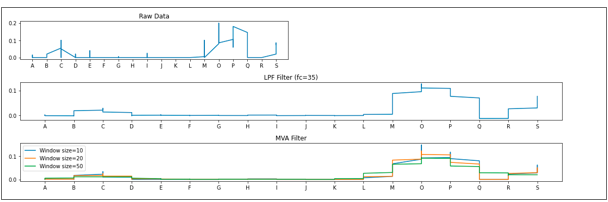 Raw Data
0.2
0.1
0.0
A B C D E F G H I J K L M O P Q R S
LPF Filter (fc=35)
0.1
0.0
A B C D E F G H I J K L M O P Q R S
MVA Filter
Window size=10
Window size=20
Window size=50
0.1
0.0
A B C D E F G H I J K L M O P Q R S